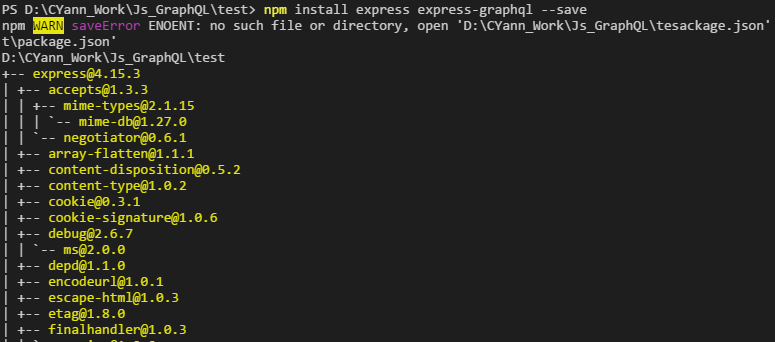 PS D:\CYann_Work\Js_GraphQL\test> npm install express express-graphql --save
npm WARN saveError ENOENT: no such file or directory, open 'D:\CYann_Work\Js_GraphQL\tesackage.json'
t\package.json'
D:\CYann_Work\Js_GraphQL\test
+-- express@4.15.3
| +-- accepts@1.3.3
| | +-- mime-types@2.1.15
| | | `-- mime-db@1.27.0
| | `-- negotiator@0.6.1
| +-- array-flatten@1.1.1
| +-- content-disposition@0.5.2
| +-- content-type@1.0.2
| +-- cookie@0.3.1
| +-- cookie-signature@1.0.6
| +-- debug@2.6.7
| | `-- ms@2.0.0
| +-- depd@1.1.0
| +-- encodeurl@1.0.1
| +-- escape-html@1.0.3
| +-- etag@1.8.0
| +-- finalhandler@1.0.3